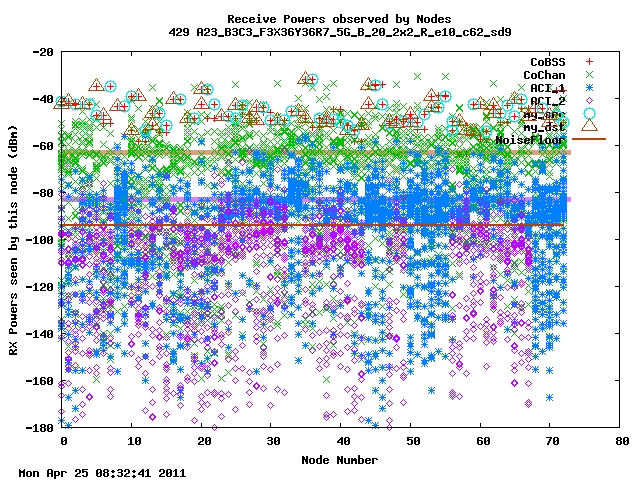 Receive Powers observed by Nodes
429 A23_B3C3_F3X36Y36R7_5G_B_20_2x2_R_e10_c62_sd9
RX Powers seen by this node (dBm)
-20
-40
-60
-80
-100
-120
-140
-160
-180
CoBSS
CoChan
ACI_1
ACI_2
my_src
my_dst
NoiseFloor
0
10
20
30
40
50
60
70
80
Node Number
Mon Apr 25 08:32:41 2011